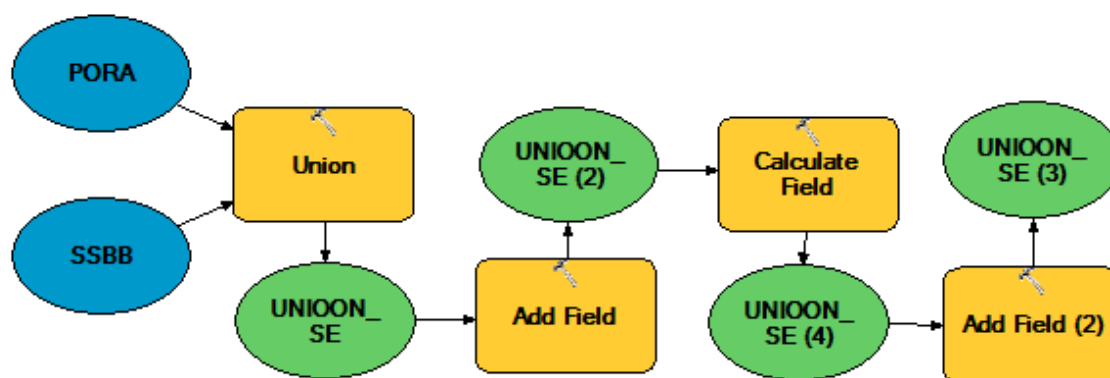 PORA
SSBB
Union
UNIOON_
SE
Add Field
UNIOON_
SE (2)
Calculate
Field
UNIOON_
SE (4)
Add Field (2)
UNIOON_
SE (3)